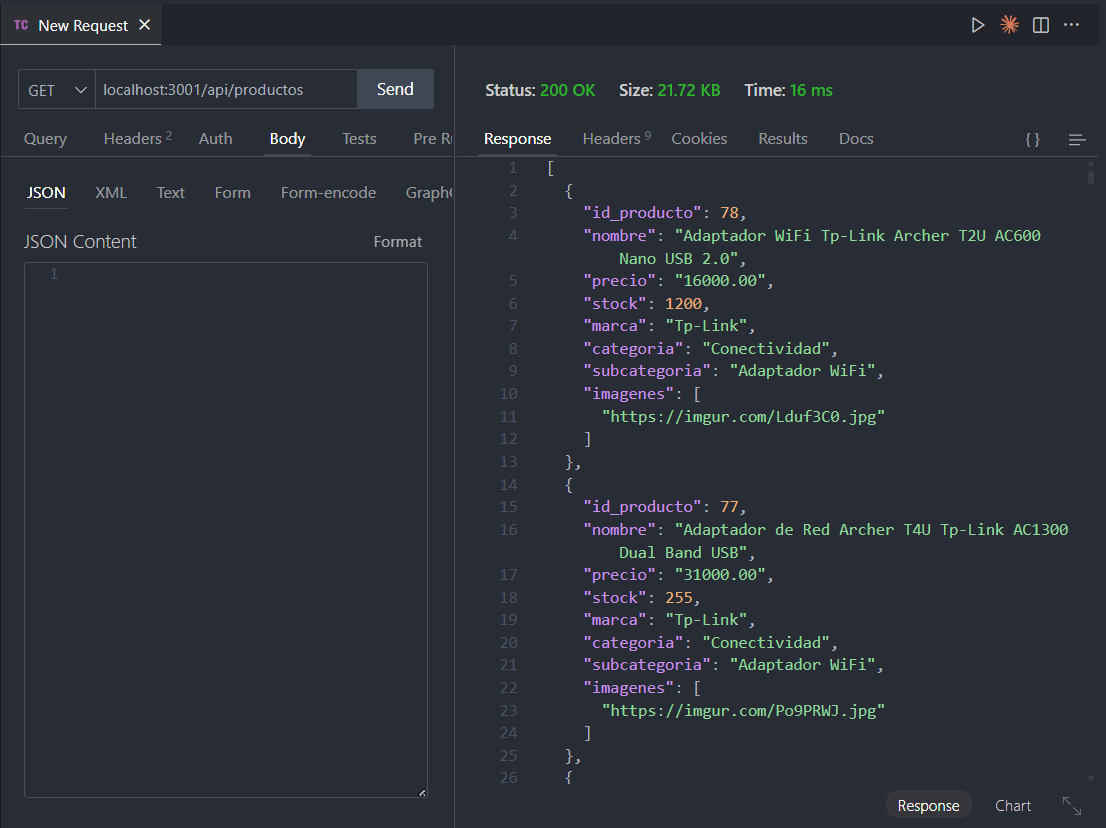 TC New Request
GET localhost:3001/api/productos Send
Query Headers 2 Auth Body Tests Pre Ru
JSON XML Text Form Form-encode GraphQ
JSON Content Format
1
Status: 200 OK Size: 21.72 KB Time: 16 ms
Response Headers 9 Cookies Results Docs { }
1 [
2 {
3 "id_producto": 78,
4 "nombre": "Adaptador WiFi Tp-Link Archer T2U AC600
Nano USB 2.0",
5 "precio": "16000.00",
6 "stock": 1200,
7 "marca": "Tp-Link",
8 "categoria": "Conectividad",
9 "subcategoria": "Adaptador WiFi",
10 "imagenes": [
11 "https://imgur.com/Lduf3C0.jpg"
12 ]
13 },
14 {
15 "id_producto": 77,
16 "nombre": "Adaptador de Red Archer T4U Tp-Link AC1300
Dual Band USB",
17 "precio": "31000.00",
18 "stock": 255,
19 "marca": "Tp-Link",
20 "categoria": "Conectividad",
21 "subcategoria": "Adaptador WiFi",
22 "imagenes": [
23 "https://imgur.com/Po9PRWJ.jpg"
24 ]
25 },
26 {
Response Chart